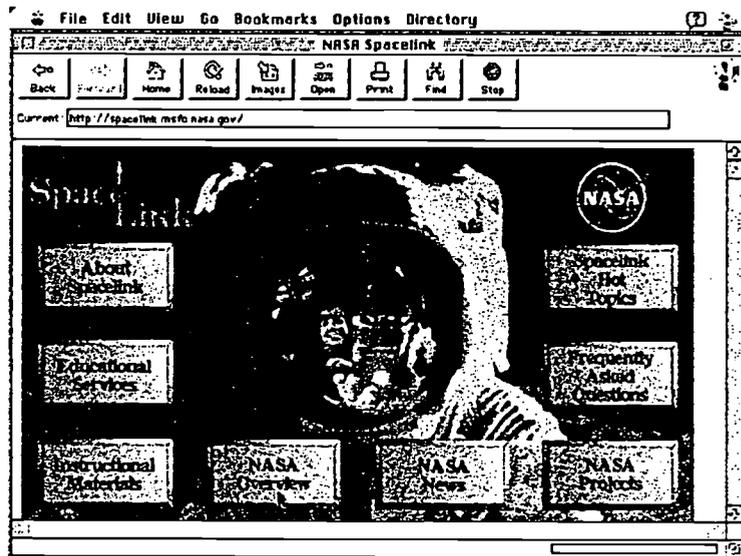 File Edit View Go Bookmarks Options Directory
NASA Spacelink
Back Forward Home Reload Images Open Print Find Stop
Current: http://spacelink.msfc.nasa.gov/
Space
Link
NASA
About
Spacelink
Spacelink
Hot
Topics
Educational
Services
Frequently
Asked
Questions
Instructional
Materials
NASA
Overview
NASA
News
NASA
Projects